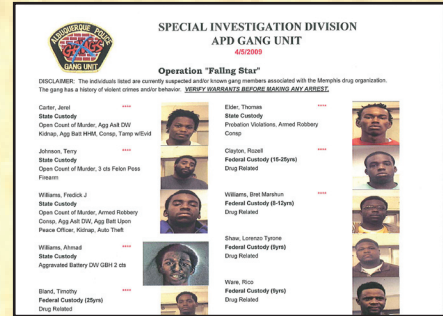 ALBUQUERQUE POLICE
GANG UNIT
SPECIAL INVESTIGATION DIVISION
APD GANG UNIT
4/5/2009
Operation "Fallng Star"
DISCLAIMER: The individuals listed are currently suspected and/or known gang members associated with the Memphis drug organization.
The gang has a history of violent crimes and/or behavior. VERIFY WARRANTS BEFORE MAKING ANY ARREST.
Carter, Jerel ****
State Custody
Open Count of Murder, Agg Aslt DW
Kidnap, Agg Batt HHM, Consp, Tamp w/Evid
Johnson, Terry ****
State Custody
Open Count of Murder, 3 cts Felon Poss
Firearm
Williams, Fredick J ****
State Custody
Open Count of Murder, Armed Robbery
Consp, Agg Aslt DW, Agg Batt Upon
Peace Officer, Kidnap, Auto Theft
Williams, Ahmad ****
State Custody
Aggravated Battery DW GBH 2 cts
Bland, Timothy ****
Federal Custody (25yrs)
Drug Related
Elder, Thomas ****
State Custody
Probation Violations, Armed Robbery
Consp
Clayton, Rozell ****
Federal Custody (16-25yrs)
Drug Related
Williams, Bret Marshun ****
Federal Custody (8-12yrs)
Drug Related
Shaw, Lorenzo Tyrone
Federal Custody (5yrs)
Drug Related
Ware, Rico
Federal Custody (5yrs)
Drug Related